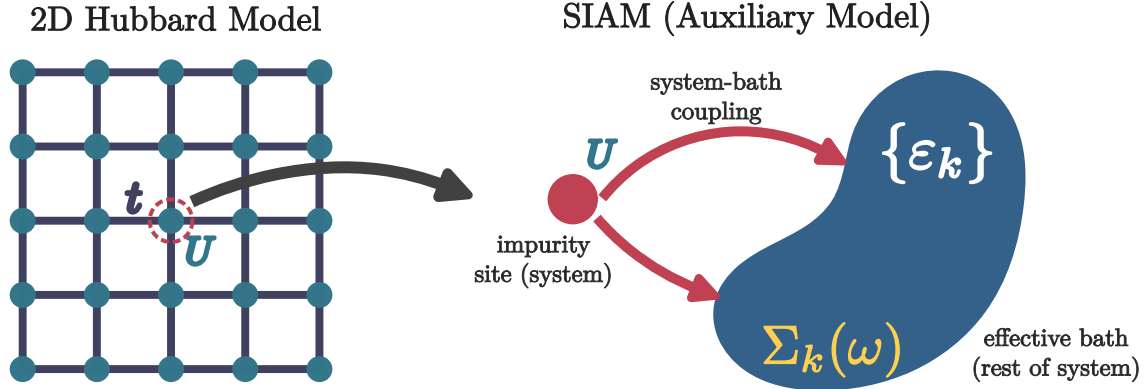 2D Hubbard Model
t
U
SIAM (Auxiliary Model)
system-bath
coupling
U
impurity
site (system)
{εₖ}
Σₖ(ω)
effective bath
(rest of system)